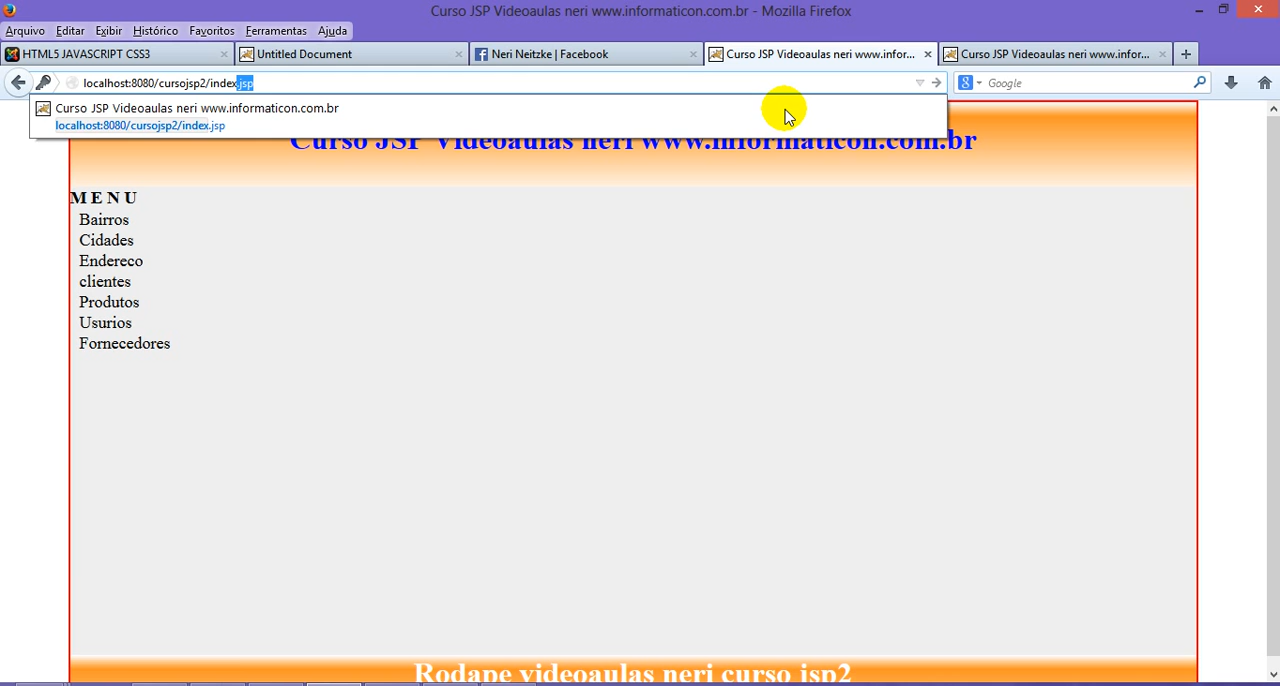 Curso JSP Videoaulas neri www.informaticon.com.br - Mozilla Firefox
Arquivo Editar Exibir Histórico Favoritos Ferramentas Ajuda
HTML5 JAVASCRIPT CSS3
Untitled Document
Neri Neitzke | Facebook
Curso JSP Videoaulas neri www.infor...
Curso JSP Videoaulas neri www.infor...
localhost:8080/cursojsp2/index.jsp
Google
Curso JSP Videoaulas neri www.informaticon.com.br
localhost:8080/cursojsp2/index.jsp
Curso JSP Videoaulas neri www.informaticon.com.br
M E N U
Bairros
Cidades
Endereco
clientes
Produtos
Usurios
Fornecedores
Rodape videoaulas neri curso jsp2